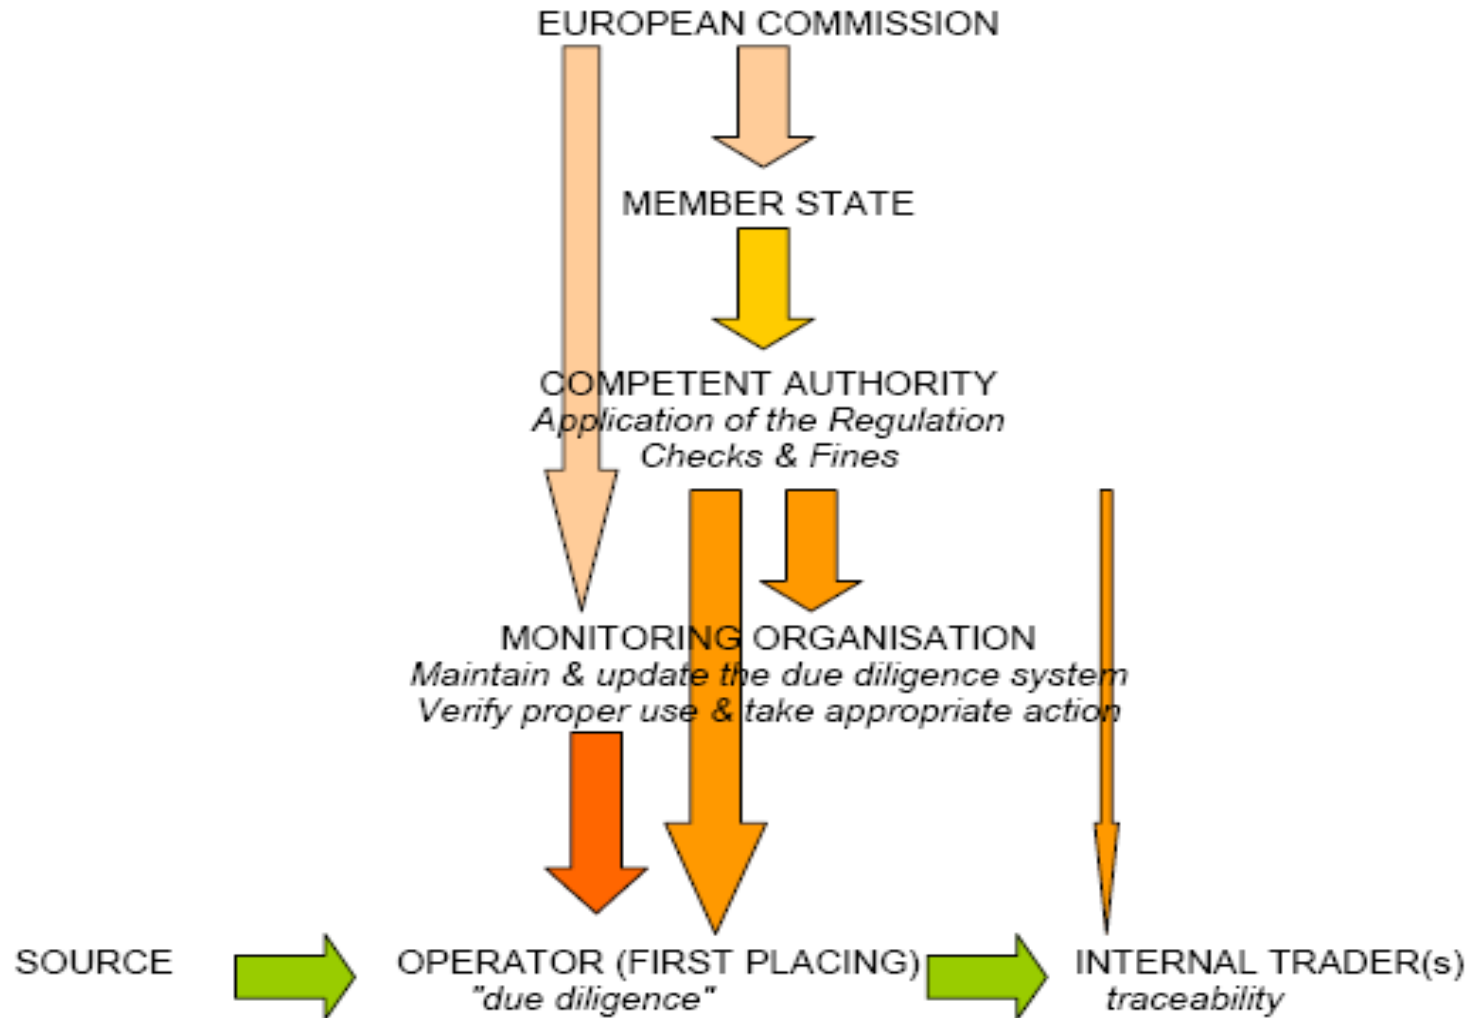 EUROPEAN COMMISSION
MEMBER STATE
COMPETENT AUTHORITY
Application of the Regulation
Checks & Fines
MONITORING ORGANISATION
Maintain & update the due diligence system
Verify proper use & take appropriate action
SOURCE
OPERATOR (FIRST PLACING)
"due diligence"
INTERNAL TRADER(s)
traceability